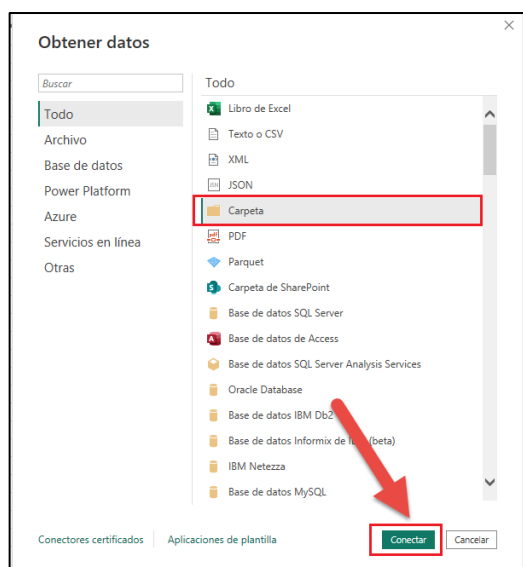 Obtener datos
Buscar
Todo
Archivo
Base de datos
Power Platform
Azure
Servicios en línea
Otras
Todo
Libro de Excel
Texto o CSV
XML
JSON
Carpeta
PDF
Parquet
Carpeta de SharePoint
Base de datos SQL Server
Base de datos de Access
Base de datos SQL Server Analysis Services
Oracle Database
Base de datos IBM Db2
Base de datos Informix de (beta)
IBM Netezza
Base de datos MySQL
Conectores certificados
Aplicaciones de plantilla
Conectar
Cancelar